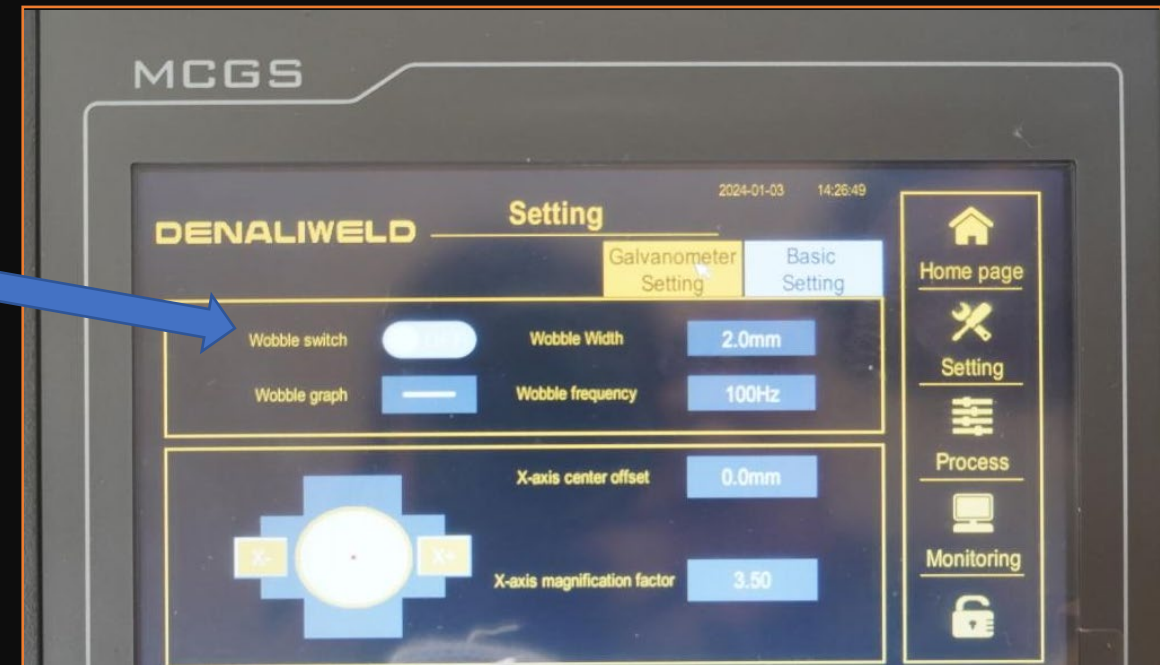 MCGS
2024-01-03 14:26:49
DENALIWELD
Setting
Galvanometer
Setting
Basic
Setting
Wobble switch
Wobble Width
2.0mm
Wobble graph
Wobble frequency
100Hz
X-axis center offset
0.0mm
X-
X+
X-axis magnification factor
3.50
Home page
Setting
Process
Monitoring